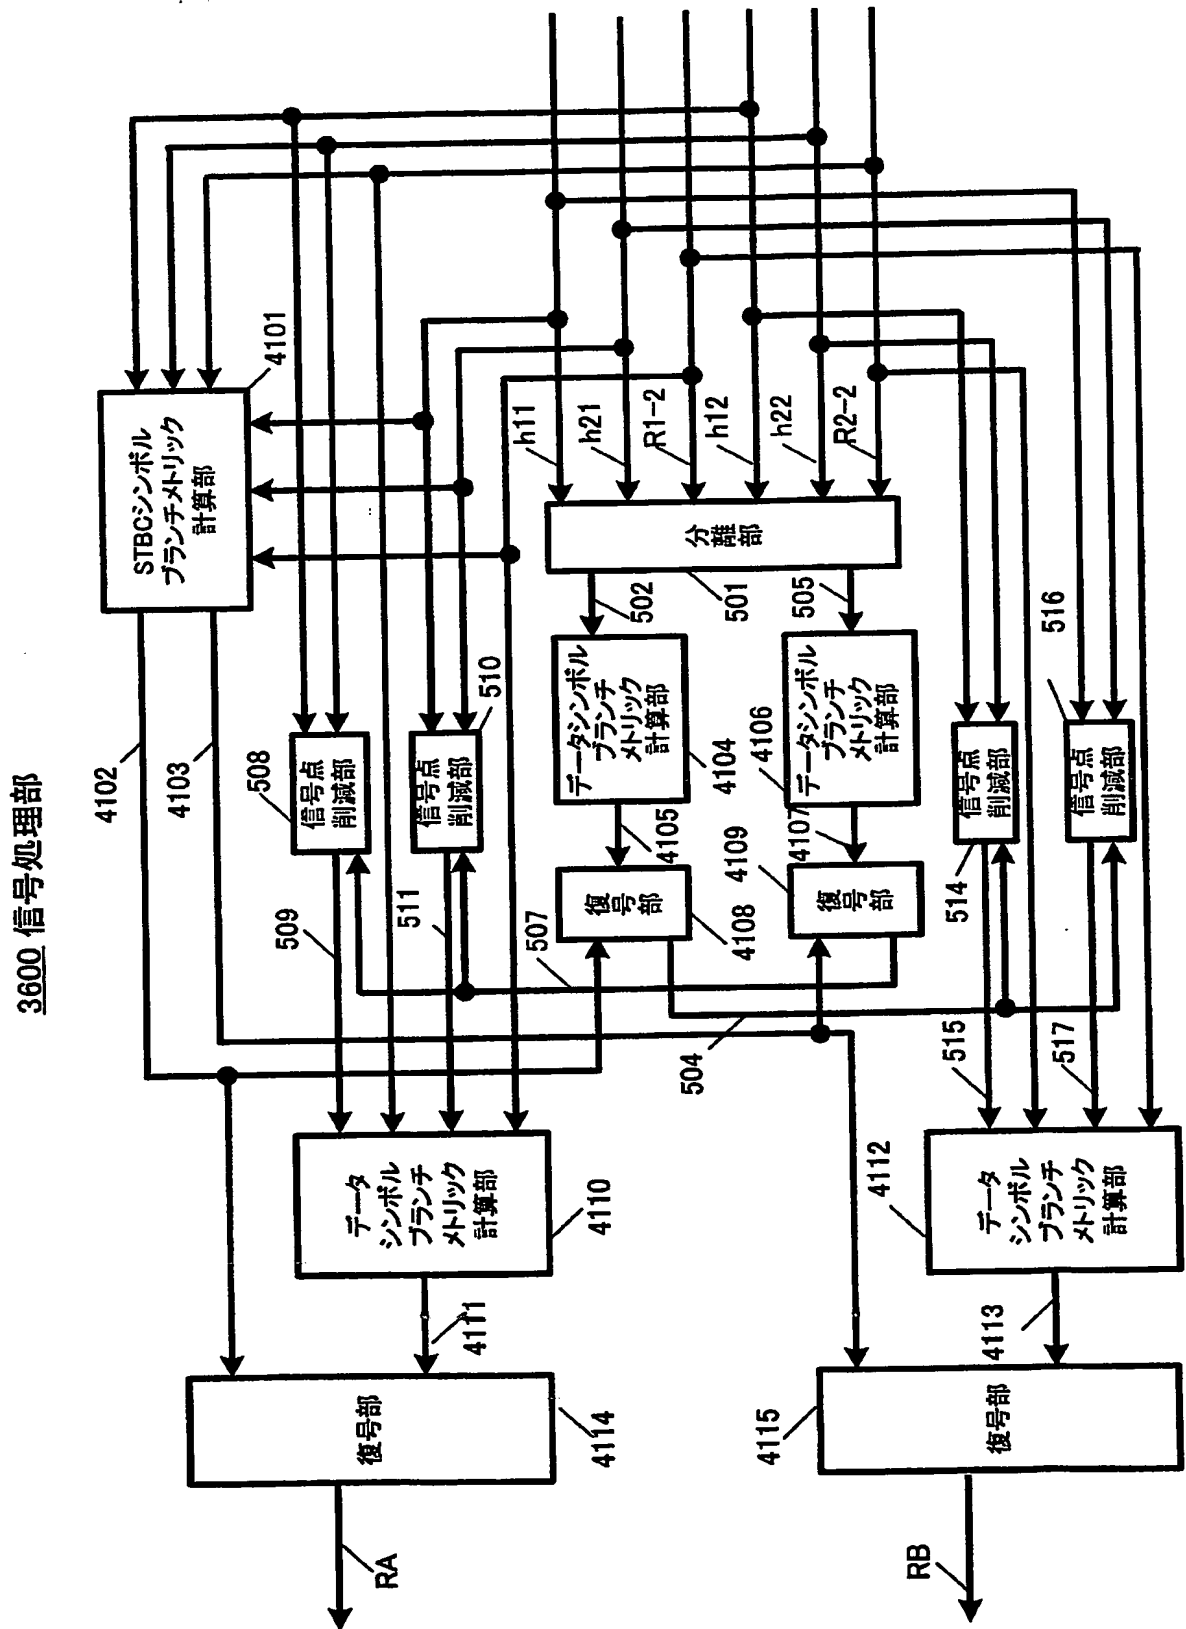 3600 信号処理部
STBCシンボル
ブランチメトリック
計算部
4101
4102
4103
508
信号点
削減部
509
510
信号点
削減部
511
h11
h21
R1-2
h12
h22
R2-2
分離部
501
502
505
データシンボル
ブランチ
メトリック
計算部
4104
データシンボル
ブランチ
メトリック
計算部
4106
4105
4107
復号部
4108
復号部
4109
507
504
信号点
削減部
514
信号点
削減部
516
515
517
データ
シンボル
ブランチ
メトリック
計算部
4110
データ
シンボル
ブランチ
メトリック
計算部
4112
4111
4113
復号部
4114
復号部
4115
RA
RB